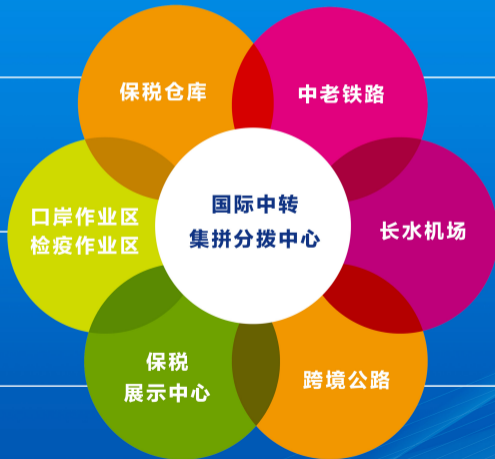 保税仓库
中老铁路
国际中转
集拼分拨中心
口岸作业区
检疫作业区
长水机场
保税
展示中心
跨境公路